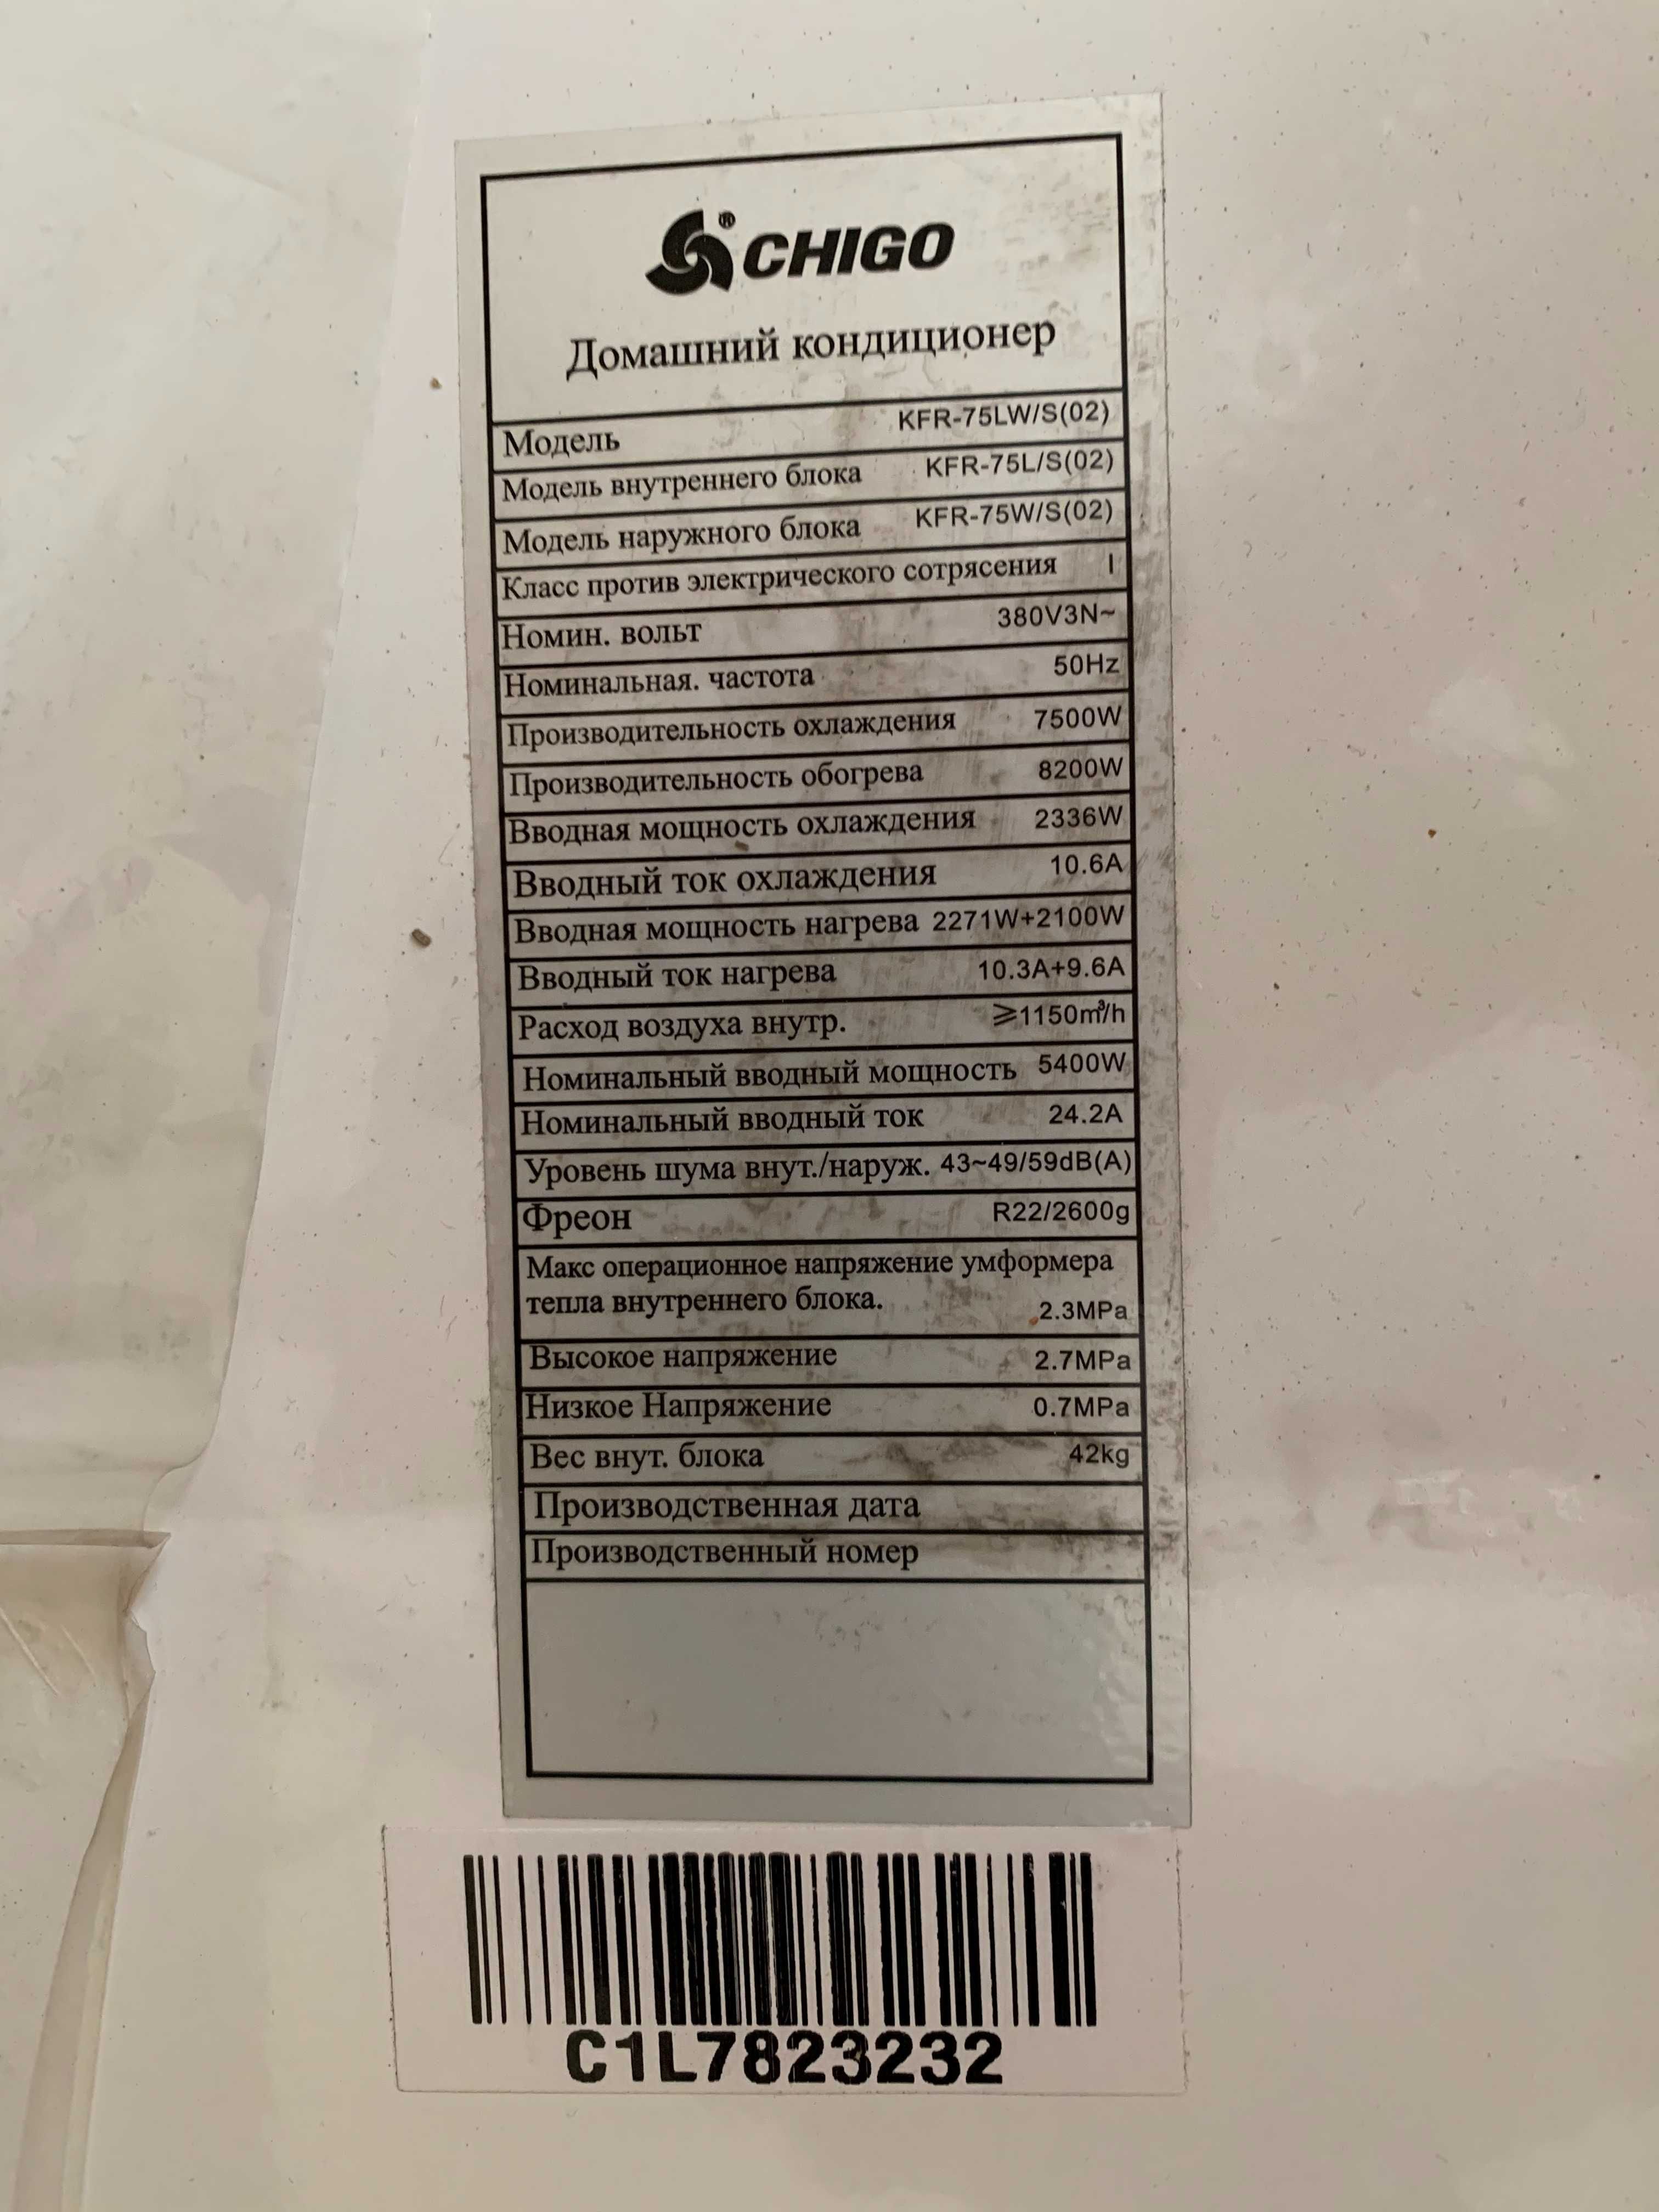 ® CHIGO
Домашний кондиционер
Модель KFR-75LW/S(02)
Модель внутреннего блока KFR-75L/S(02)
Модель наружного блока KFR-75W/S(02)
Класс против электрического сотрясения I
Номин. вольт 380V3N~
Номинальная. частота 50Hz
Производительность охлаждения 7500W
Производительность обогрева 8200W
Вводная мощность охлаждения 2336W
Вводный ток охлаждения 10.6A
Вводная мощность нагрева 2271W+2100W
Вводный ток нагрева 10.3A+9.6A
Расход воздуха внутр. ⩾1150m³/h
Номинальный вводный мощность 5400W
Номинальный вводный ток 24.2A
Уровень шума внут./наруж. 43~49/59dB(A)
Фреон R22/2600g
Макс операционное напряжение умформера
тепла внутреннего блока. 2.3MPa
Высокое напряжение 2.7MPa
Низкое Напряжение 0.7MPa
Вес внут. блока 42kg
Производственная дата
Производственный номер
C1L7823232